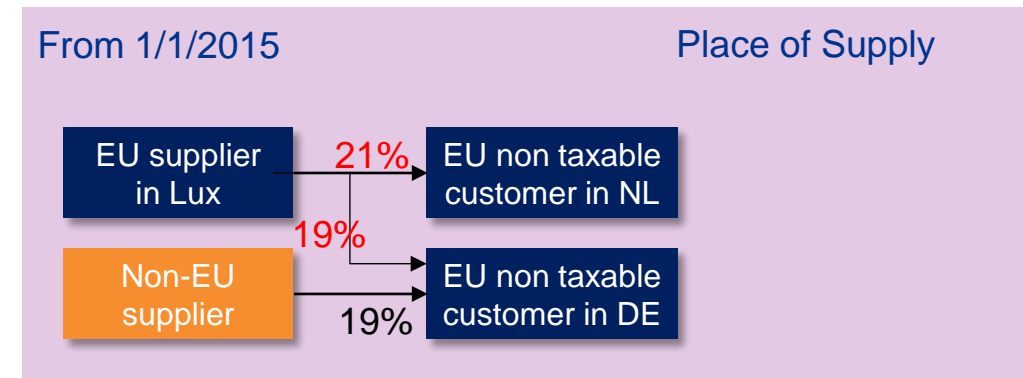 From 1/1/2015
Place of Supply
EU supplier
in Lux
21%
EU non taxable
customer in NL
19%
Non-EU
supplier
19%
EU non taxable
customer in DE